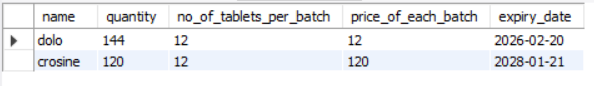 name quantity no_of_tablets_per_batch price_of_each_batch expiry_date
dolo 144 12 12 2026-02-20
crosine 120 12 120 2028-01-21